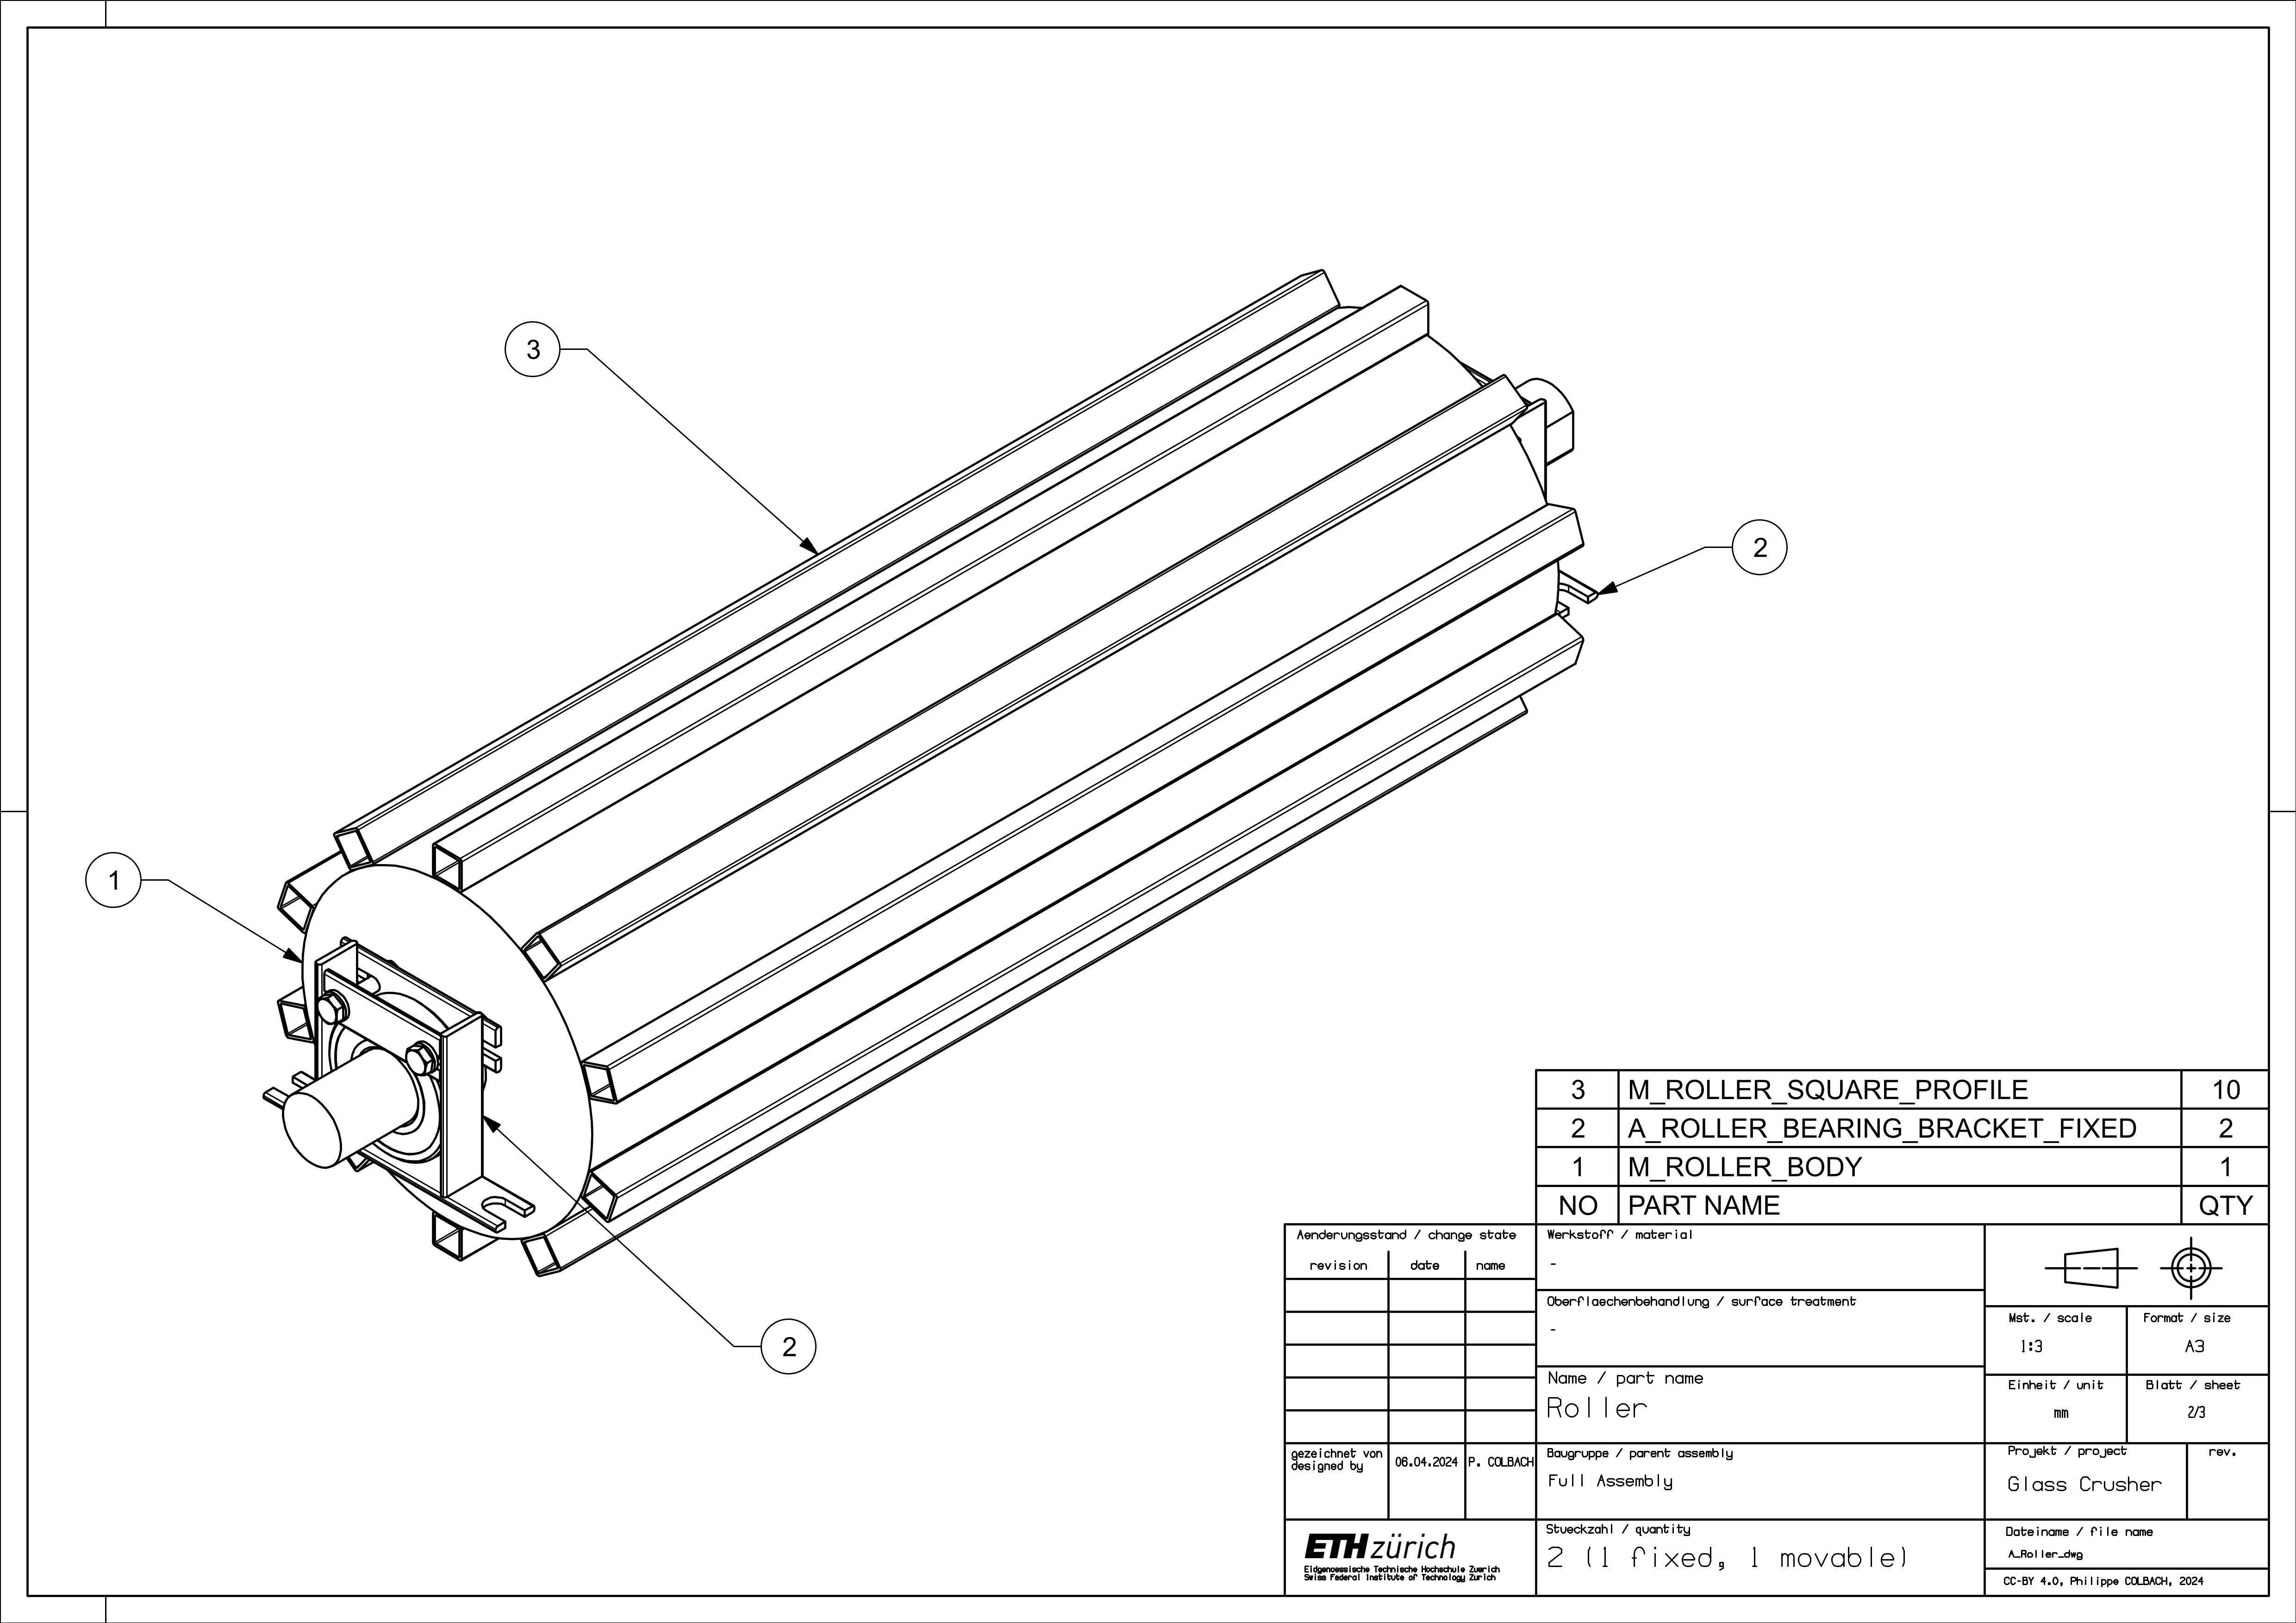 3
2
1
2
3 M_ROLLER_SQUARE_PROFILE 10
2 A_ROLLER_BEARING_BRACKET_FIXED 2
1 M_ROLLER_BODY 1
NO PART NAME QTY
Aenderungsstand / change state
revision date name
gezeichnet von
designed by
06.04.2024 P. COLBACH
ETH zürich
Eidgenoessische Technische Hochschule Zuerich
Swiss Federal Institute of Technology Zurich
Werkstoff / material
-
Oberflaechenbehandlung / surface treatment
-
Name / part name
Roller
Baugruppe / parent assembly
Full Assembly
Stueckzahl / quantity
2 (1 fixed, 1 movable)
Mst. / scale
1:3
Format / size
A3
Einheit / unit
mm
Blatt / sheet
2/3
Projekt / project
Glass Crusher
rev.
Dateiname / file name
A_Roller_dwg
CC-BY 4.0, Philippe COLBACH, 2024